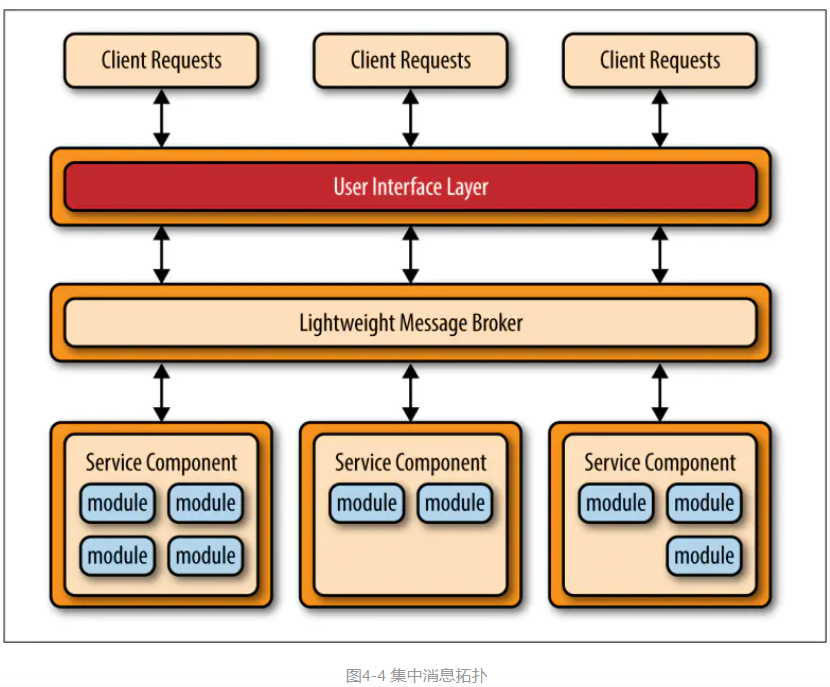 Client Requests Client Requests Client Requests
User Interface Layer
Lightweight Message Broker
Service Component Service Component Service Component
module module module module module module
module module module
图4-4 集中消息拓扑